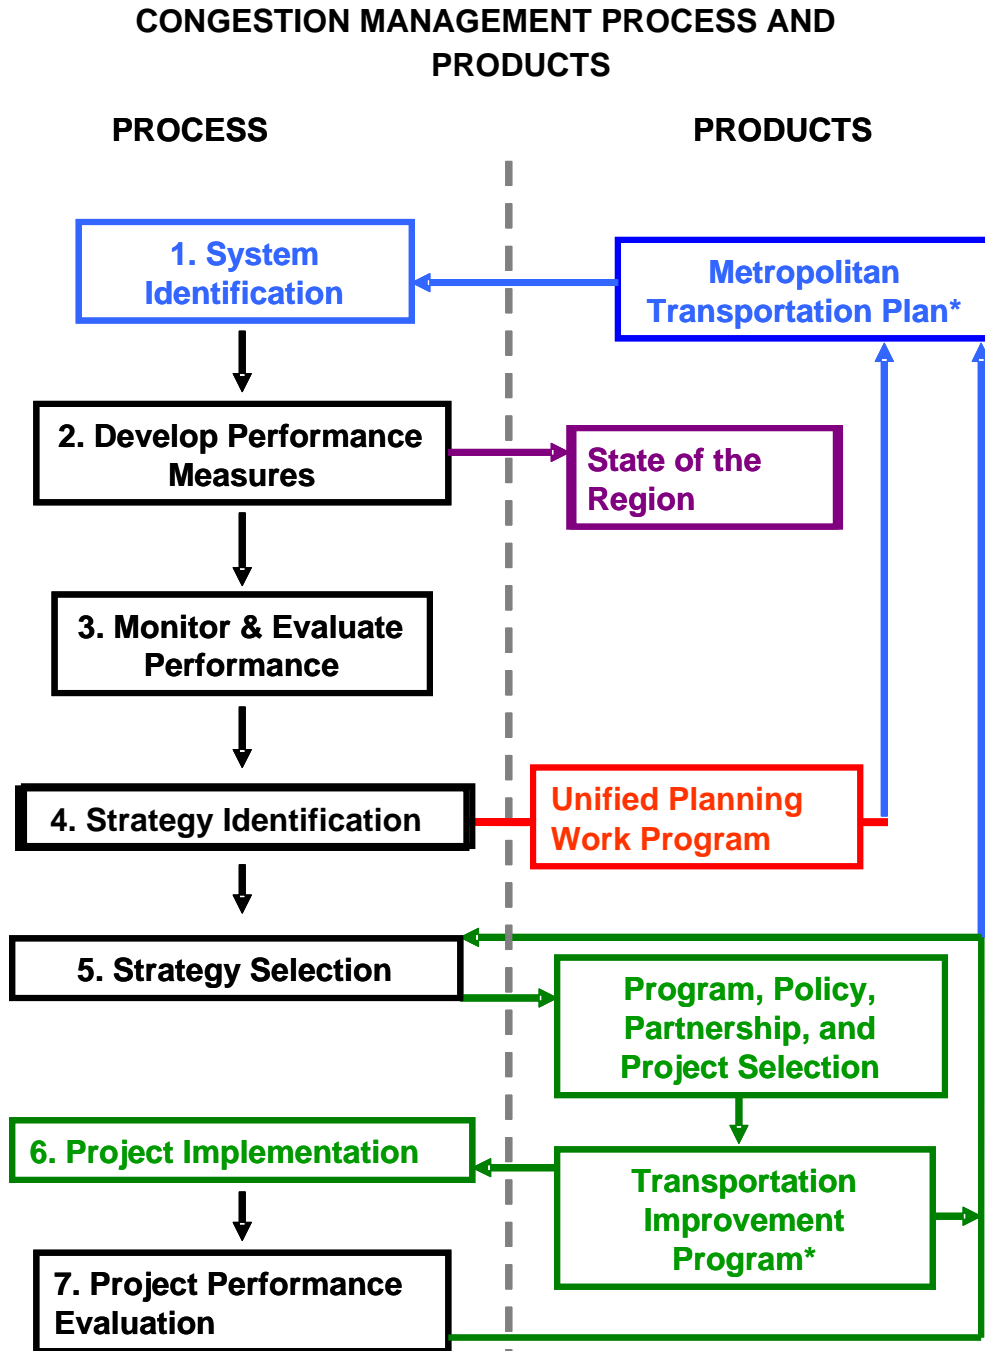 CONGESTION MANAGEMENT PROCESS AND
PRODUCTS
PROCESS
PRODUCTS
1. System
Identification
Metropolitan
Transportation Plan*
2. Develop Performance
Measures
State of the
Region
3. Monitor & Evaluate
Performance
4. Strategy Identification
Unified Planning
Work Program
5. Strategy Selection
Program, Policy,
Partnership, and
Project Selection
6. Project Implementation
Transportation
Improvement
Program*
7. Project Performance
Evaluation